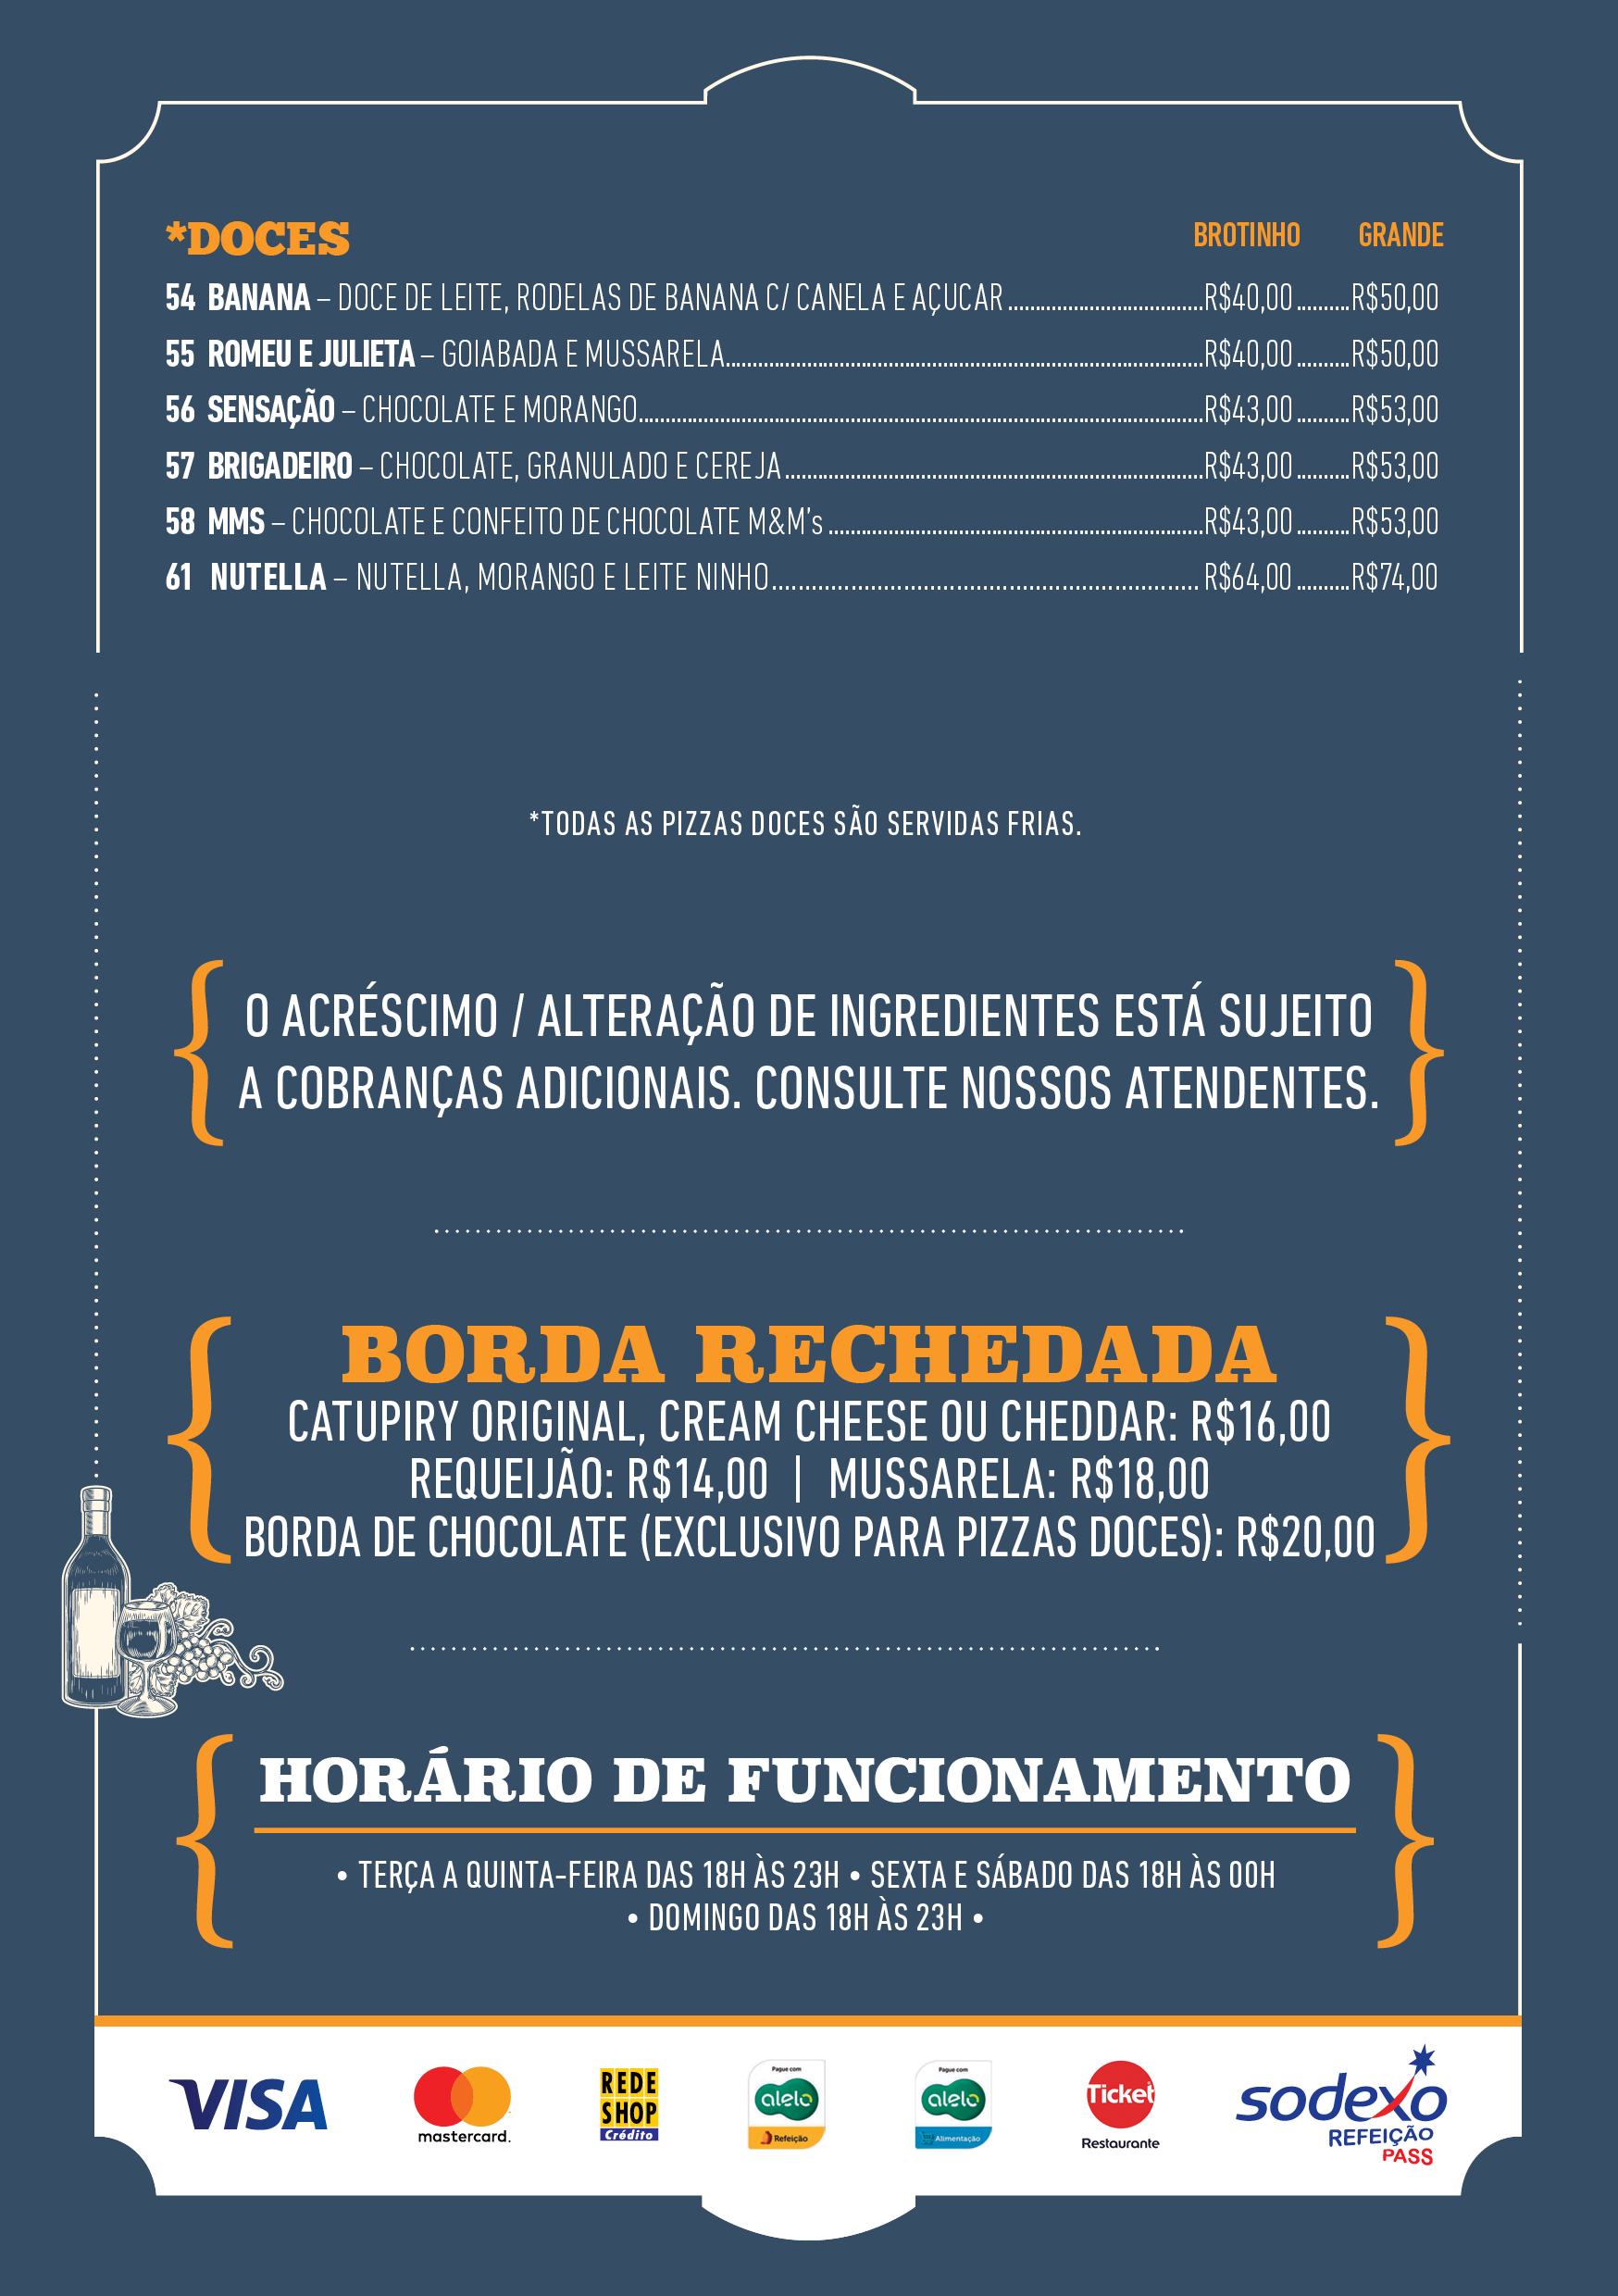 *DOCES BROTINHO GRANDE
54 BANANA – DOCE DE LEITE, RODELAS DE BANANA C/ CANELA E AÇUCAR R$40,00 R$50,00
55 ROMEU E JULIETA – GOIABADA E MUSSARELA R$40,00 R$50,00
56 SENSAÇÃO – CHOCOLATE E MORANGO R$43,00 R$53,00
57 BRIGADEIRO – CHOCOLATE, GRANULADO E CEREJA R$43,00 R$53,00
58 MMS – CHOCOLATE E CONFEITO DE CHOCOLATE M&M's R$43,00 R$53,00
61 NUTELLA – NUTELLA, MORANGO E LEITE NINHO R$64,00 R$74,00
*TODAS AS PIZZAS DOCES SÃO SERVIDAS FRIAS.
O ACRÉSCIMO / ALTERAÇÃO DE INGREDIENTES ESTÁ SUJEITO
A COBRANÇAS ADICIONAIS. CONSULTE NOSSOS ATENDENTES.
BORDA RECHEDADA
CATUPIRY ORIGINAL, CREAM CHEESE OU CHEDDAR: R$16,00
REQUEIJÃO: R$14,00 | MUSSARELA: R$18,00
BORDA DE CHOCOLATE (EXCLUSIVO PARA PIZZAS DOCES): R$20,00
HORÁRIO DE FUNCIONAMENTO
• TERÇA A QUINTA-FEIRA DAS 18H ÀS 23H • SEXTA E SÁBADO DAS 18H ÀS 00H
• DOMINGO DAS 18H ÀS 23H •
VISA
mastercard.
REDE
SHOP
Crédito
Pague com
alelo
Refeição
Pague com
alelo
Alimentação
Ticket
Restaurante
sodexo
REFEIÇÃO
PASS